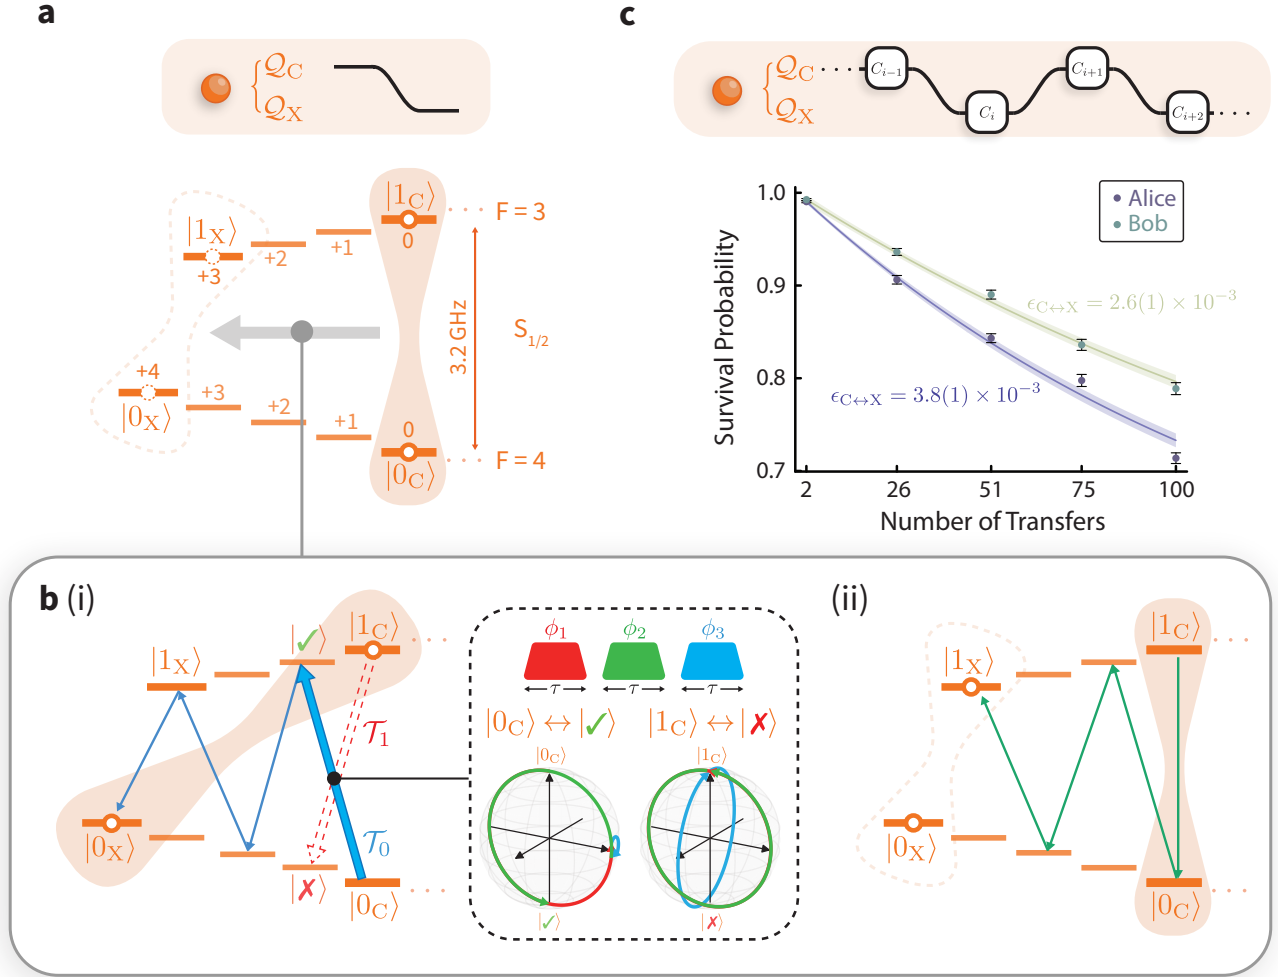 a
𝒬C
𝒬X
|1C⟩
F = 3
0
|1X⟩
+1
+2
+3
3.2 GHz
S1/2
+4
+3
|0X⟩
+2
+1
0
|0C⟩
F = 4
c
𝒬C
𝒬X
· · ·
Ci−1
Ci
Ci+1
Ci+2
· · ·
Survival Probability
1.0
0.9
0.8
0.7
Alice
Bob
ϵC↔X = 2.6(1) × 10−3
ϵC↔X = 3.8(1) × 10−3
2 26 51 75 100
Number of Transfers
b (i)
|✓⟩
|1C⟩
|1X⟩
𝒯1
𝒯0
|0X⟩
|✗⟩
|0C⟩
ϕ1 ϕ2 ϕ3
τ τ τ
|0C⟩ ↔ |✓⟩ |1C⟩ ↔ |✗⟩
|0C⟩ |1C⟩
|✓⟩ |✗⟩
(ii)
|1C⟩
|1X⟩
|0X⟩
|0C⟩